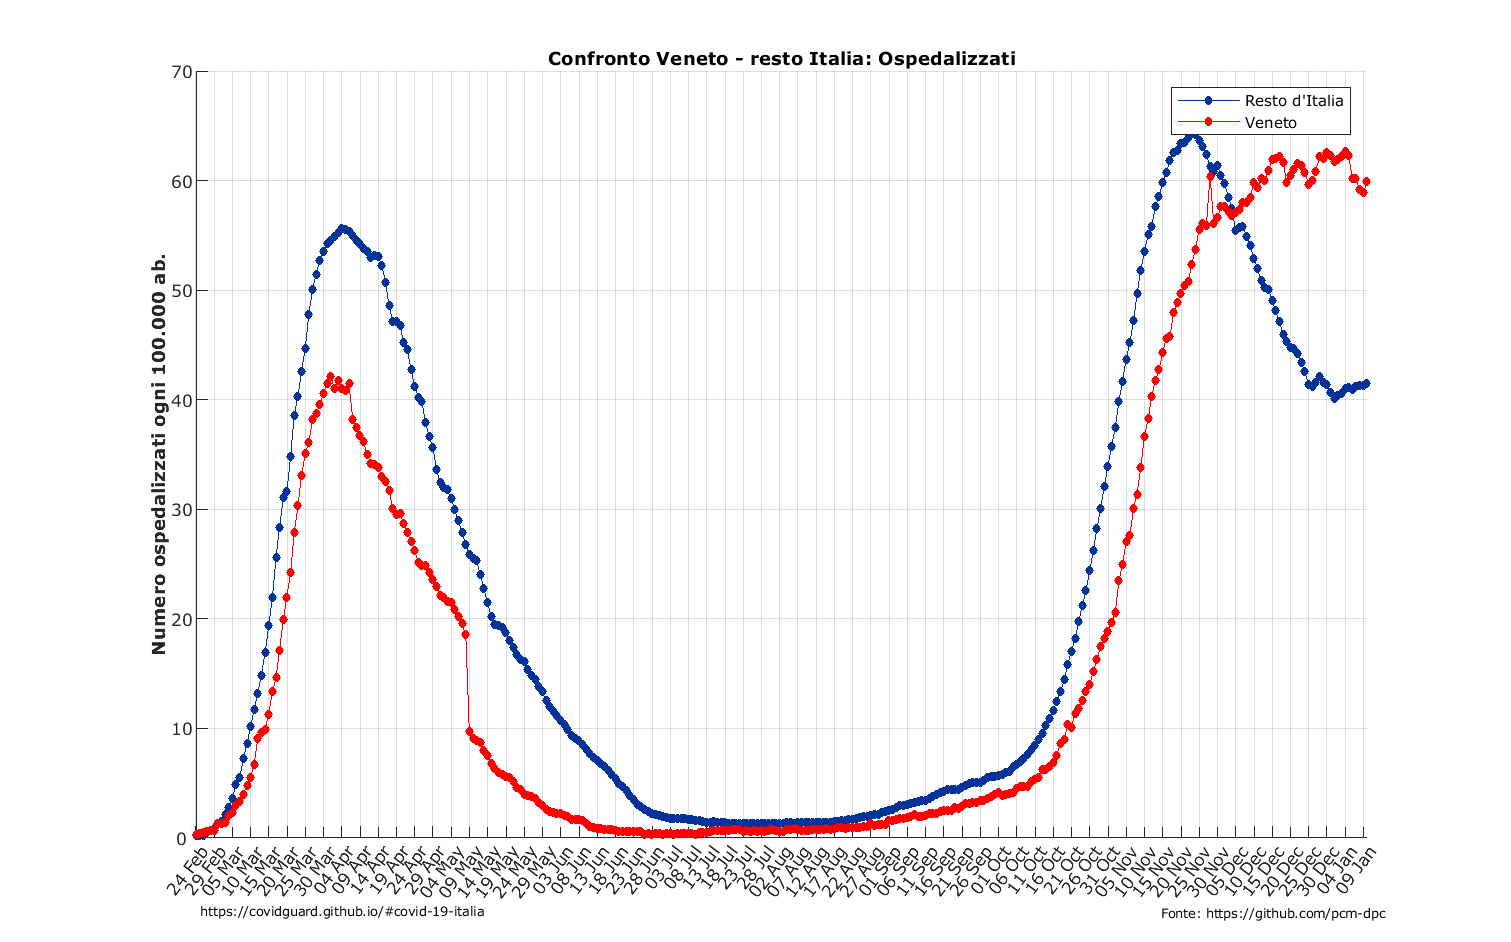 Confronto Veneto - resto Italia: Ospedalizzati
Resto d'Italia
Veneto
Numero ospedalizzati ogni 100.000 ab.
70
60
50
40
30
20
10
0
24 Feb
29 Feb
05 Mar
10 Mar
15 Mar
20 Mar
25 Mar
30 Mar
04 Apr
09 Apr
14 Apr
19 Apr
24 Apr
29 Apr
04 May
09 May
14 May
19 May
24 May
29 May
03 Jun
08 Jun
13 Jun
18 Jun
23 Jun
28 Jun
03 Jul
08 Jul
13 Jul
18 Jul
23 Jul
28 Jul
02 Aug
07 Aug
12 Aug
17 Aug
22 Aug
27 Aug
01 Sep
06 Sep
11 Sep
16 Sep
21 Sep
26 Sep
01 Oct
06 Oct
11 Oct
16 Oct
21 Oct
26 Oct
31 Oct
05 Nov
10 Nov
15 Nov
20 Nov
25 Nov
30 Nov
05 Dec
10 Dec
15 Dec
20 Dec
25 Dec
30 Dec
04 Jan
09 Jan
https://covidguard.github.io/#covid-19-italia
Fonte: https://github.com/pcm-dpc